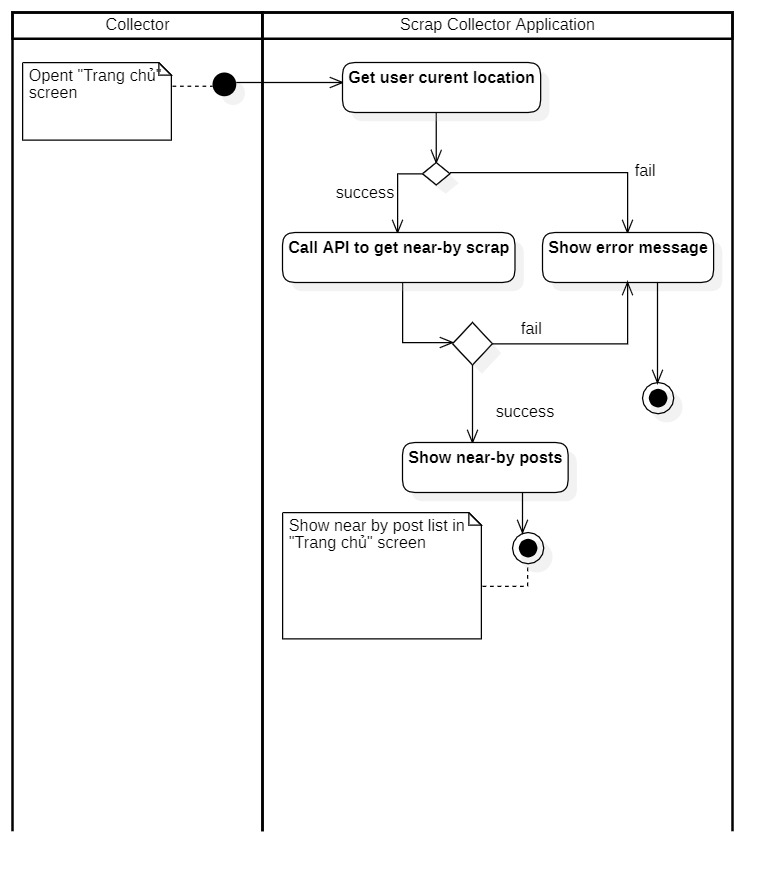 Collector
Scrap Collector Application
Opent "Trang chủ"
screen
Get user curent location
fail
success
Call API to get near-by scrap
Show error message
fail
success
Show near-by posts
Show near by post list in
"Trang chủ" screen